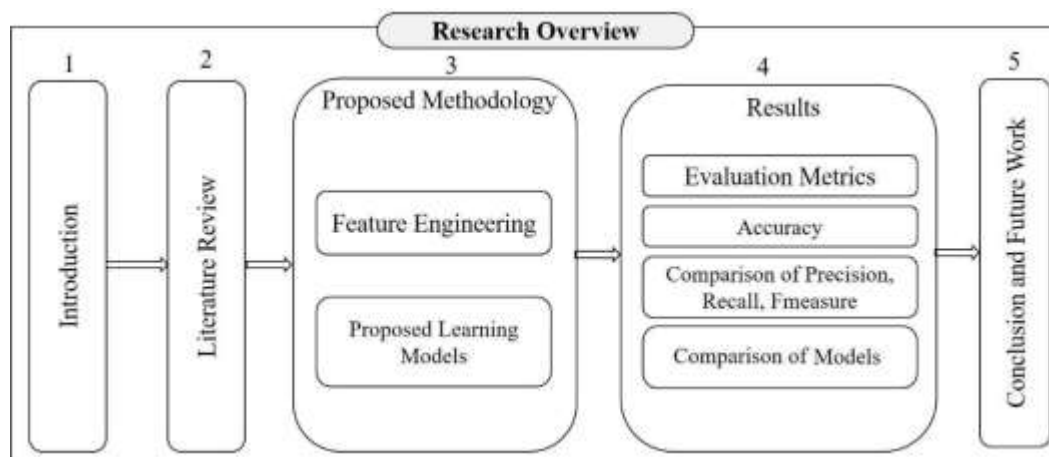 Research Overview
1
Introduction
2
Literature Review
3
Proposed Methodology
Feature Engineering
Proposed Learning
Models
4
Results
Evaluation Metrics
Accuracy
Comparison of Precision,
Recall, Fmeasure
Comparison of Models
5
Conclusion and Future Work